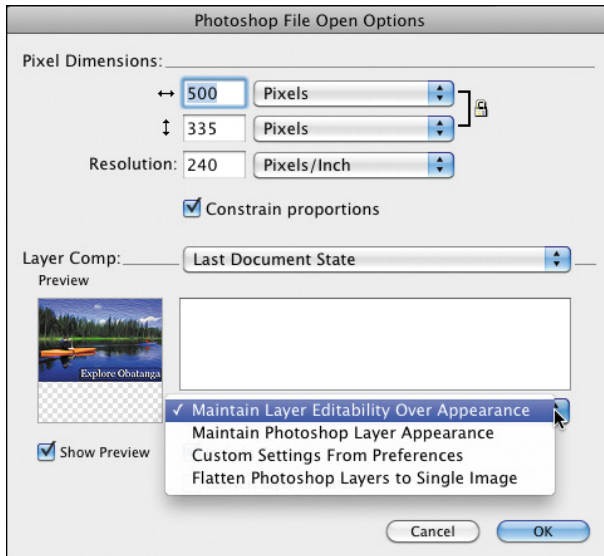 Photoshop File Open Options
Pixel Dimensions:
500 Pixels
335 Pixels
Resolution: 240 Pixels/Inch
Constrain proportions
Layer Comp: Last Document State
Preview
Explore Obatanga
✓ Maintain Layer Editability Over Appearance
Maintain Photoshop Layer Appearance
Custom Settings From Preferences
Flatten Photoshop Layers to Single Image
Show Preview
Cancel OK